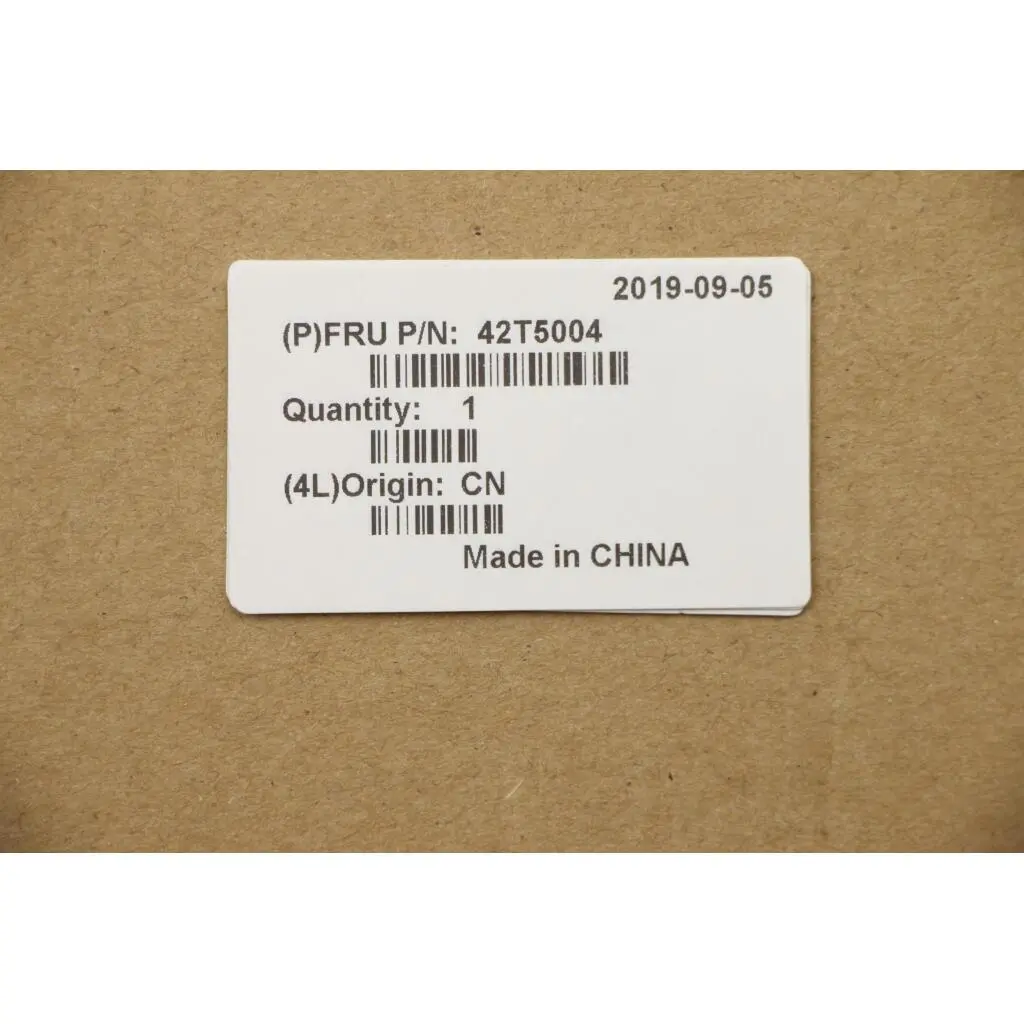 2019-09-05
(P)FRU P/N: 42T5004
Quantity: 1
(4L)Origin: CN
Made in CHINA